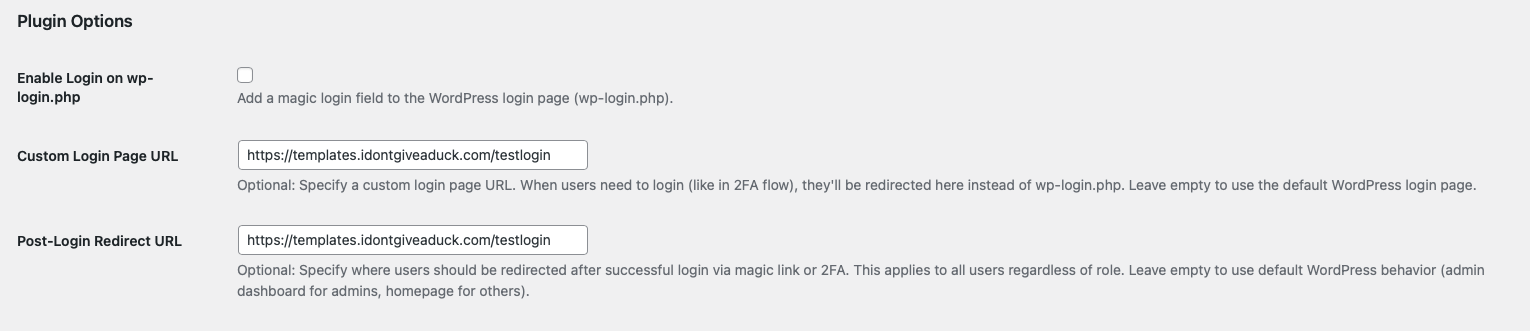 Plugin Options
Enable Login on wp-
login.php
Add a magic login field to the WordPress login page (wp-login.php).
Custom Login Page URL
https://templates.idontgiveaduck.com/testlogin
Optional: Specify a custom login page URL. When users need to login (like in 2FA flow), they'll be redirected here instead of wp-login.php. Leave empty to use the default WordPress login page.
Post-Login Redirect URL
https://templates.idontgiveaduck.com/testlogin
Optional: Specify where users should be redirected after successful login via magic link or 2FA. This applies to all users regardless of role. Leave empty to use default WordPress behavior (admin
dashboard for admins, homepage for others).